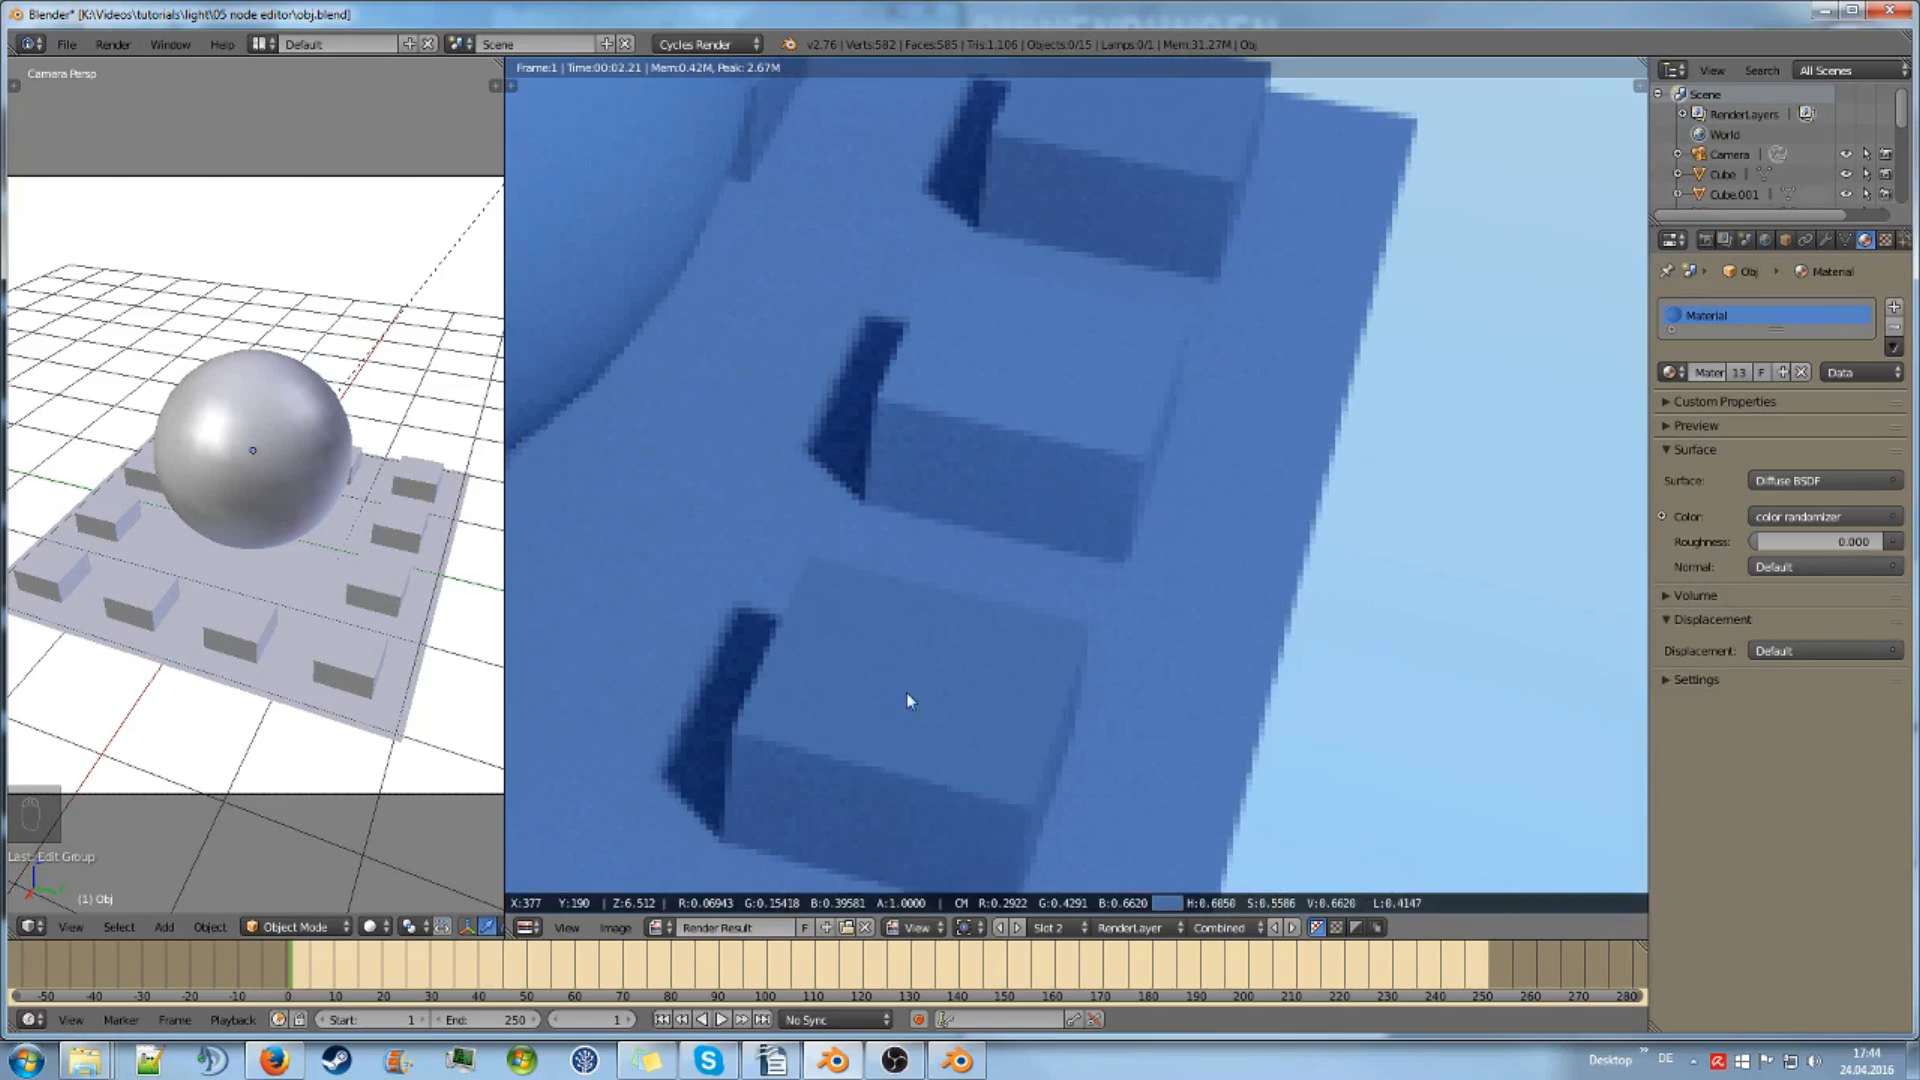 Blender* [K:\Videos\tutorials\light\05 node editor\obj.blend]
File Render Window Help Default Scene Cycles Render v2.76 | Verts:582 | Faces:585 | Tris:1,106 | Objects:0/15 | Lamps:0/1 | Mem:31.27M | Obj
Camera Persp
Frame:1 | Time:00:02.21 | Mem:0.42M, Peak: 2.67M
View Search All Scenes
Scene
RenderLayers
World
Camera
Cube
Cube.001
Obj Material
Material
Mater 13 F Data
Custom Properties
Preview
Surface
Surface: Diffuse BSDF
Color: color randomizer
Roughness: 0.000
Normal: Default
Volume
Displacement
Displacement: Default
Settings
Last: Edit Group
(1) Obj
X:377 Y:190 | Z:6.512 | R:0.06943 G:0.15418 B:0.39581 A:1.0000 | CM R:0.2922 G:0.4291 B:0.6620 H:0.6050 S:0.5586 V:0.6620 L:0.4147
View Select Add Object Object Mode View Image Render Result F View Slot 2 RenderLayer Combined
-50 -40 -30 -20 -10 0 10 20 30 40 50 60 70 80 90 100 110 120 130 140 150 160 170 180 190 200 210 220 230 240 250 260 270 280
View Marker Frame Playback Start: 1 End: 250 1 No Sync
Desktop » DE 17:44
24.04.2016